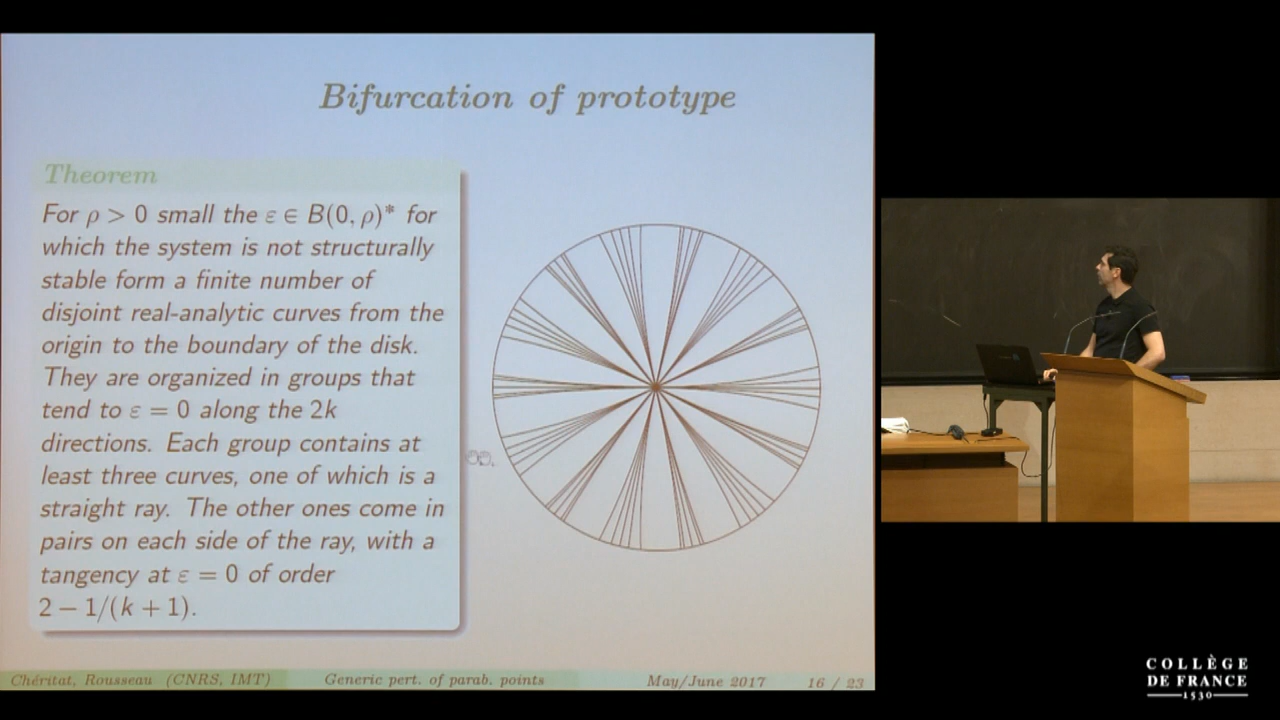 Bifurcation of prototype
Theorem
For ρ > 0 small the ε ∈ B(0, ρ)* for
which the system is not structurally
stable form a finite number of
disjoint real-analytic curves from the
origin to the boundary of the disk.
They are organized in groups that
tend to ε = 0 along the 2k
directions. Each group contains at
least three curves, one of which is a
straight ray. The other ones come in
pairs on each side of the ray, with a
tangency at ε = 0 of order
2 − 1/(k + 1).
Chéritat, Rousseau (CNRS, IMT)
Generic pert. of parab. points
May/June 2017
16 / 23
COLLÈGE
DE FRANCE
1530